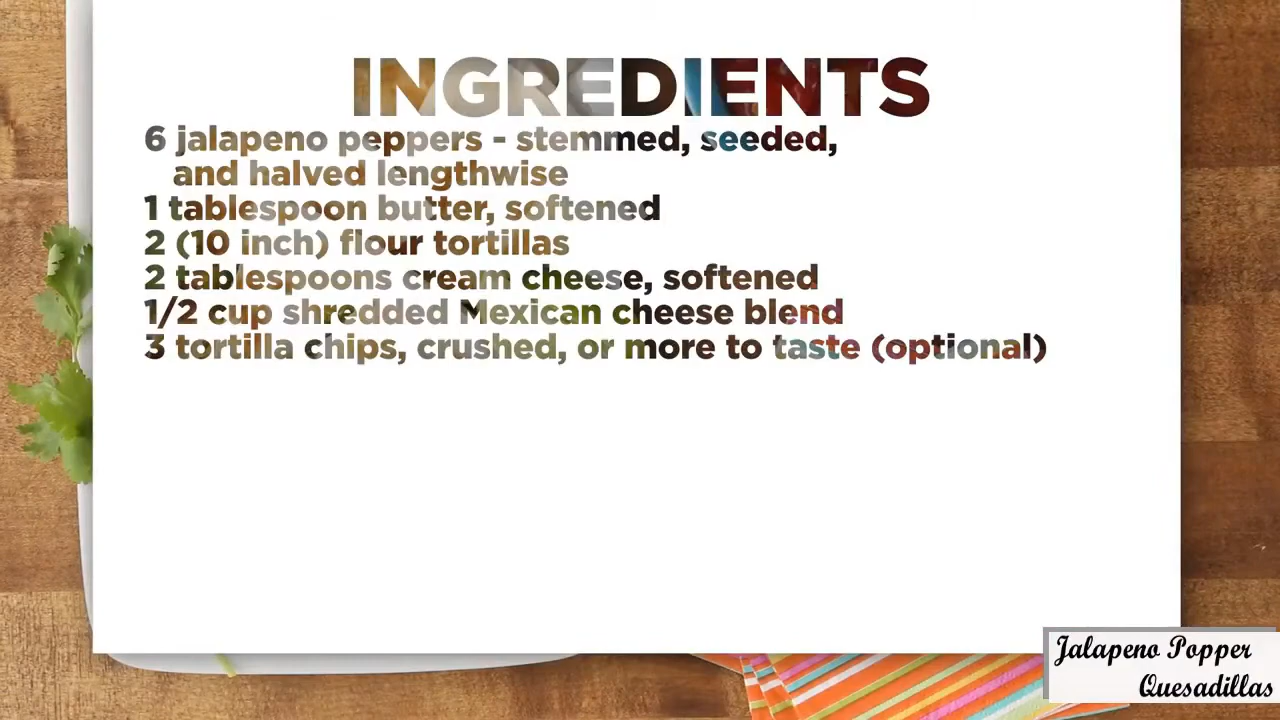 INGREDIENTS
6 jalapeno peppers - stemmed, seeded,
and halved lengthwise
1 tablespoon butter, softened
2 (10 inch) flour tortillas
2 tablespoons cream cheese, softened
1/2 cup shredded Mexican cheese blend
3 tortilla chips, crushed, or more to taste (optional)
Jalapeno Popper
Quesadillas